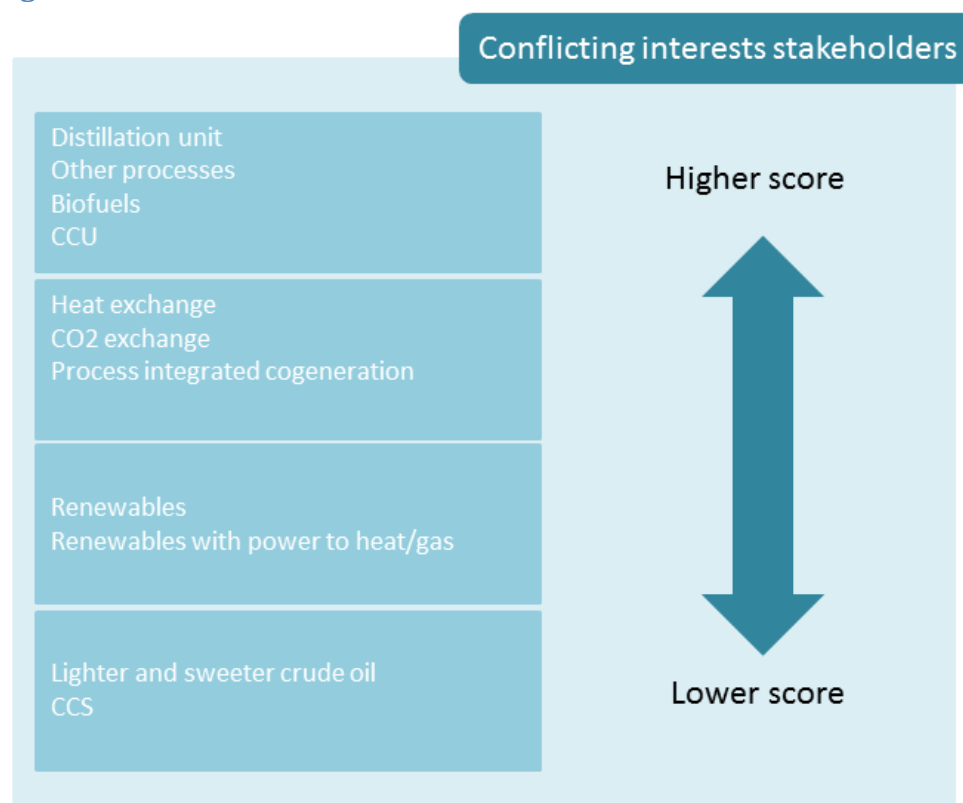 Conflicting interests stakeholders
Distillation unit
Other processes
Biofuels
CCU
Higher score
Heat exchange
CO2 exchange
Process integrated cogeneration
Renewables
Renewables with power to heat/gas
Lighter and sweeter crude oil
CCS
Lower score